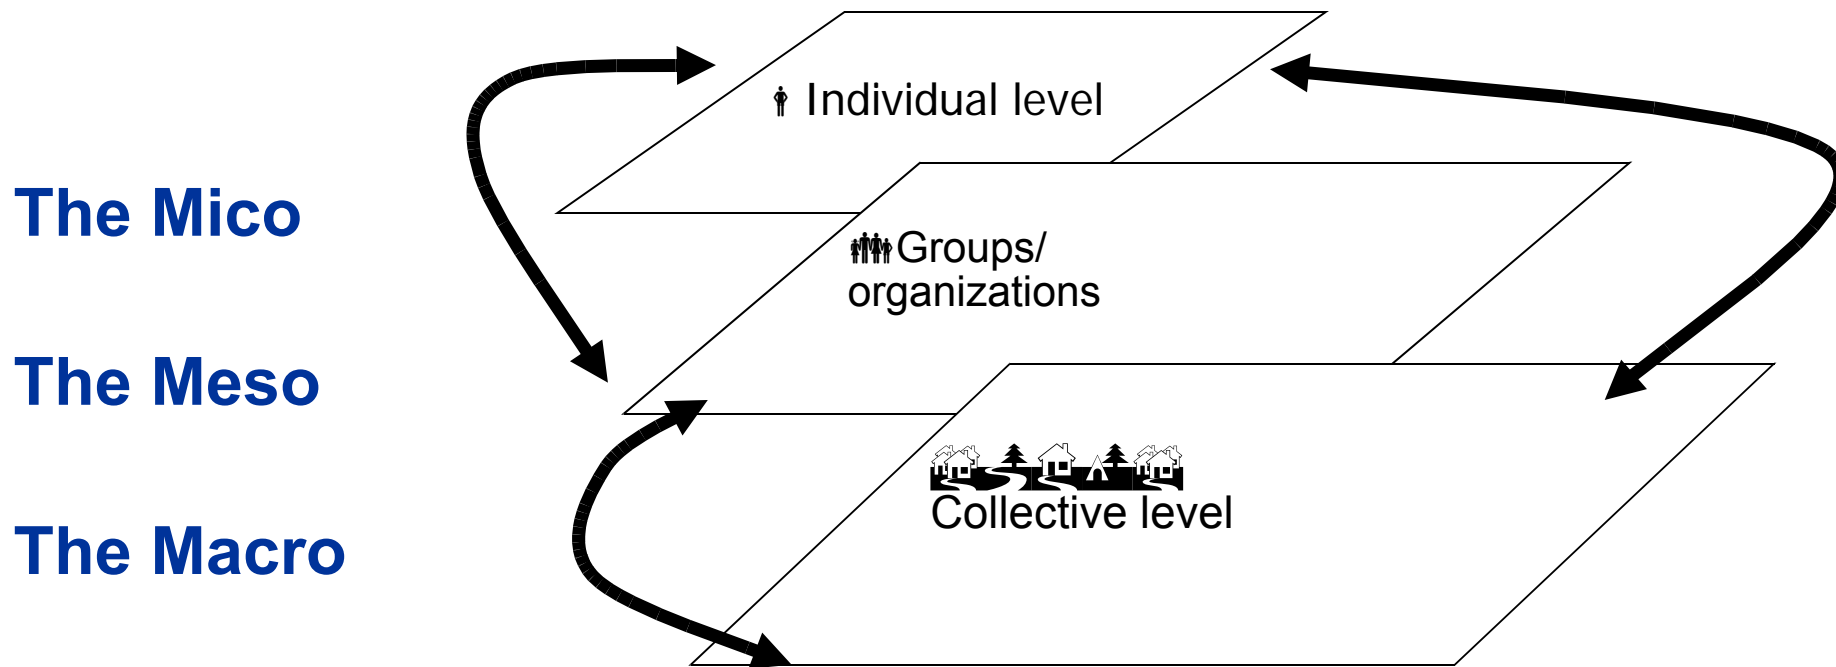 Individual level
The Mico
Groups/
organizations
The Meso
Collective level
The Macro